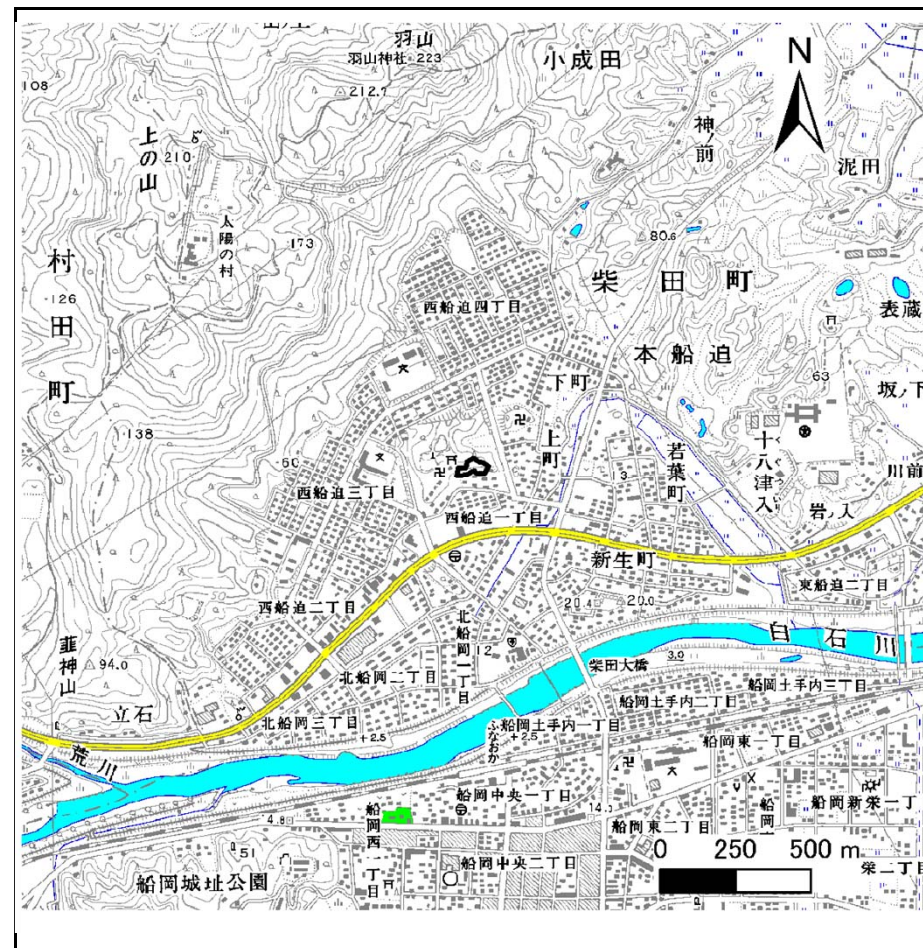 羽山
羽山神社 223
小成田
N
108
212.7
上の山
210
神ノ前
泥田
太陽の村
173
80.6
村田町
126
柴田町
表蔵
西船迫四丁目
本船迫
63
坂ノ下
下町
138
上町
若葉町
十八津入
川前
50
西船迫三丁目
13
岩ノ入
西船迫一丁目
新生町
東船迫二丁目
西船迫二丁目
20.4
20.0
北船岡一丁目
12
白石川
韮神山
94.0
柴田大橋
3.0
北船岡二丁目
船岡土手内三丁目
立石
船岡土手内二丁目
北船岡三丁目
船岡土手内一丁目
荒川
2.5
ふなおか
2.5
船岡東一丁目
船岡中央一丁目
14.8
14.0
船岡新栄一丁
船岡西一丁目
船岡東二丁目
51
船岡中央二丁目
0 250 500 m
船岡城址公園
栄二丁目